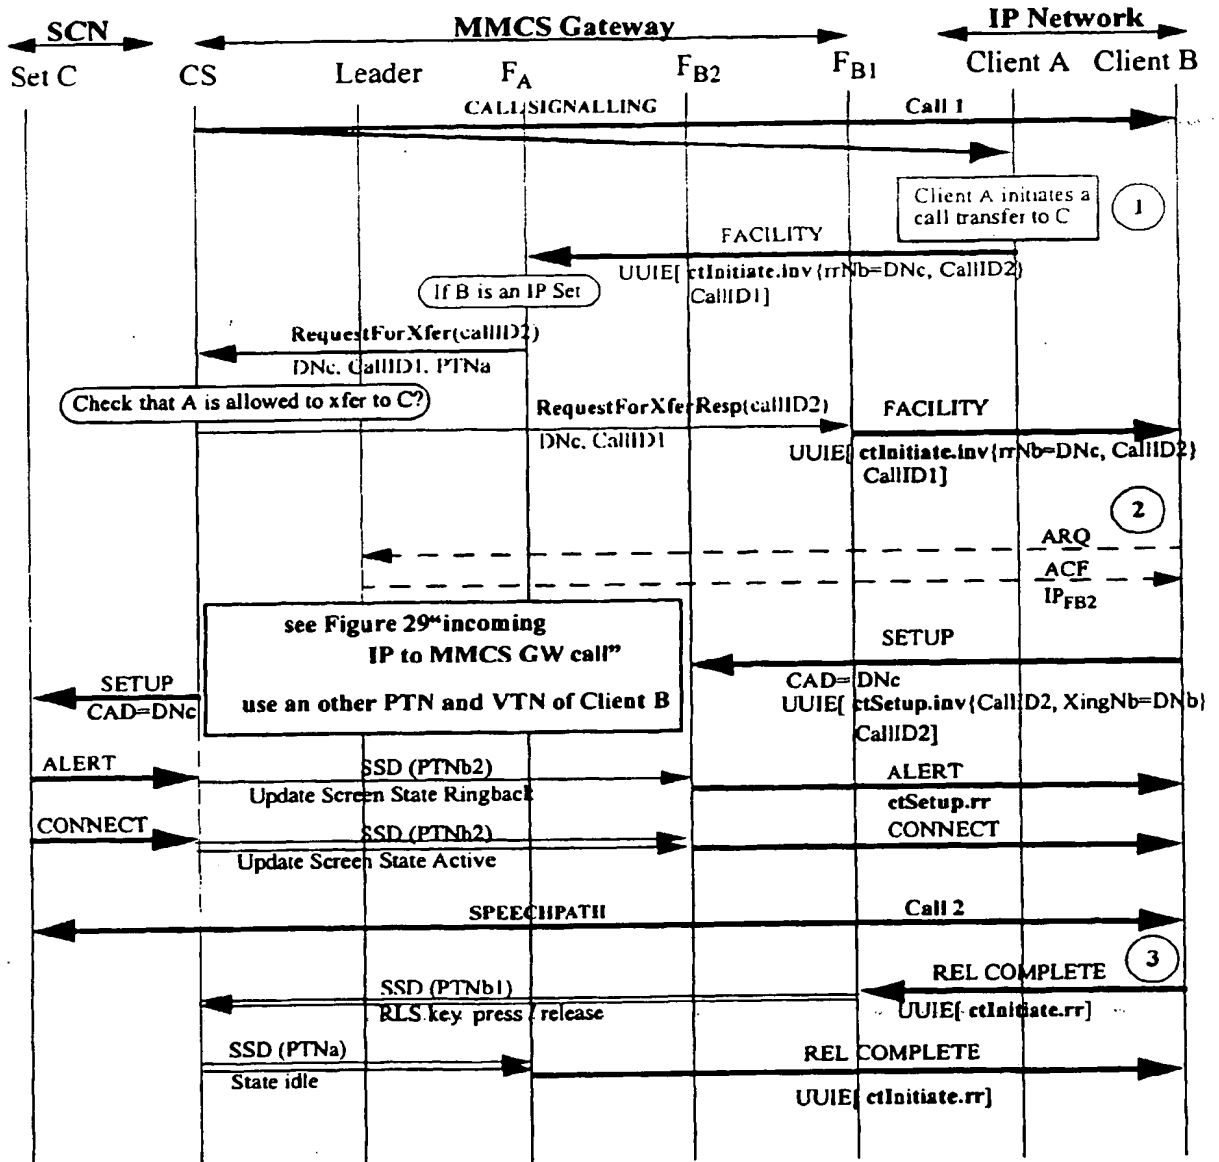 SCN MMCS Gateway IP Network
Set C CS Leader FA FB2 FB1 Client A Client B
CALL SIGNALLING Call 1
Client A initiates a
call transfer to C
1
FACILITY
UUIE[ ctInitiate.inv{rrNb=DNc, CallID2}
CallID1]
If B is an IP Set
RequestForXfer(callID2)
DNc, CallID1, PTNa
Check that A is allowed to xfer to C?
RequestForXferResp(callID2)
DNc, CallID1
FACILITY
UUIE[ ctInitiate.inv{rrNb=DNc, CallID2}
CallID1]
2
ARQ
ACF
IPFB2
see Figure 29“incoming
IP to MMCS GW call”
use an other PTN and VTN of Client B
SETUP
CAD=DNc
UUIE[ ctSetup.inv{CallID2, XingNb=DNb}
CallID2]
SETUP
CAD=DNc
ALERT SSD (PTNb2) ALERT
Update Screen State Ringback
ctSetup.rr
CONNECT SSD (PTNb2) CONNECT
Update Screen State Active
SPEECHPATH Call 2
3
REL COMPLETE
UUIE[ ctInitiate.rr]
SSD (PTNb1)
RLS key press / release
SSD (PTNa)
State idle
REL COMPLETE
UUIE[ ctInitiate.rr]